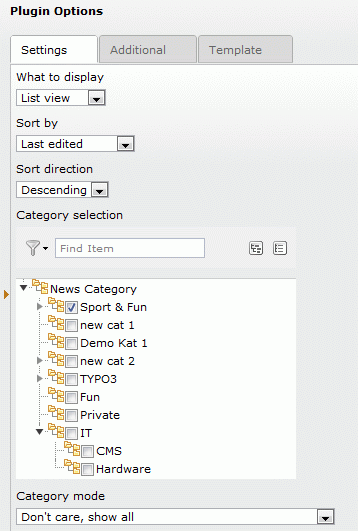 Plugin Options
Settings Additional Template
What to display
List view
Sort by
Last edited
Sort direction
Descending
Category selection
Find Item
News Category
Sport & Fun
new cat 1
Demo Kat 1
new cat 2
TYPO3
Fun
Private
IT
CMS
Hardware
Category mode
Don't care, show all